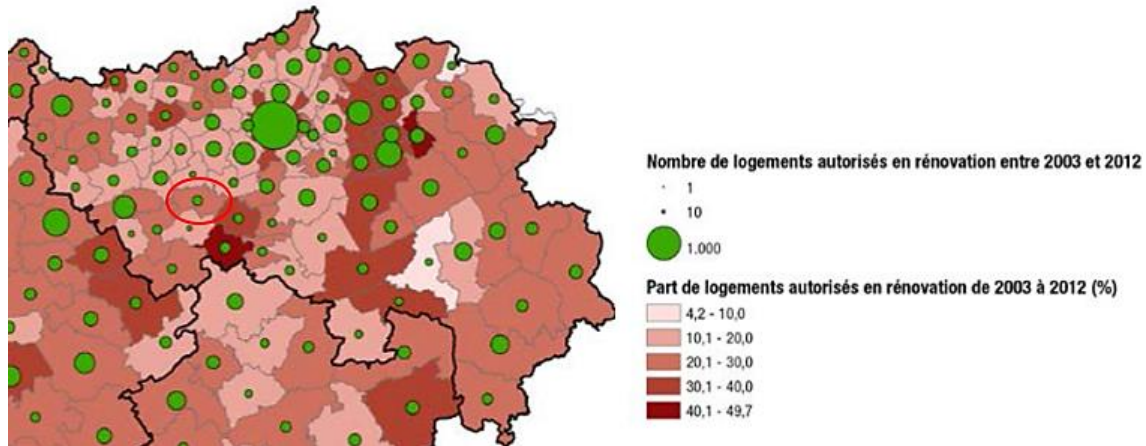 Nombre de logements autorisés en rénovation entre 2003 et 2012
1
10
1.000
Part de logements autorisés en rénovation de 2003 à 2012 (%)
4,2 - 10,0
10,1 - 20,0
20,1 - 30,0
30,1 - 40,0
40,1 - 49,7